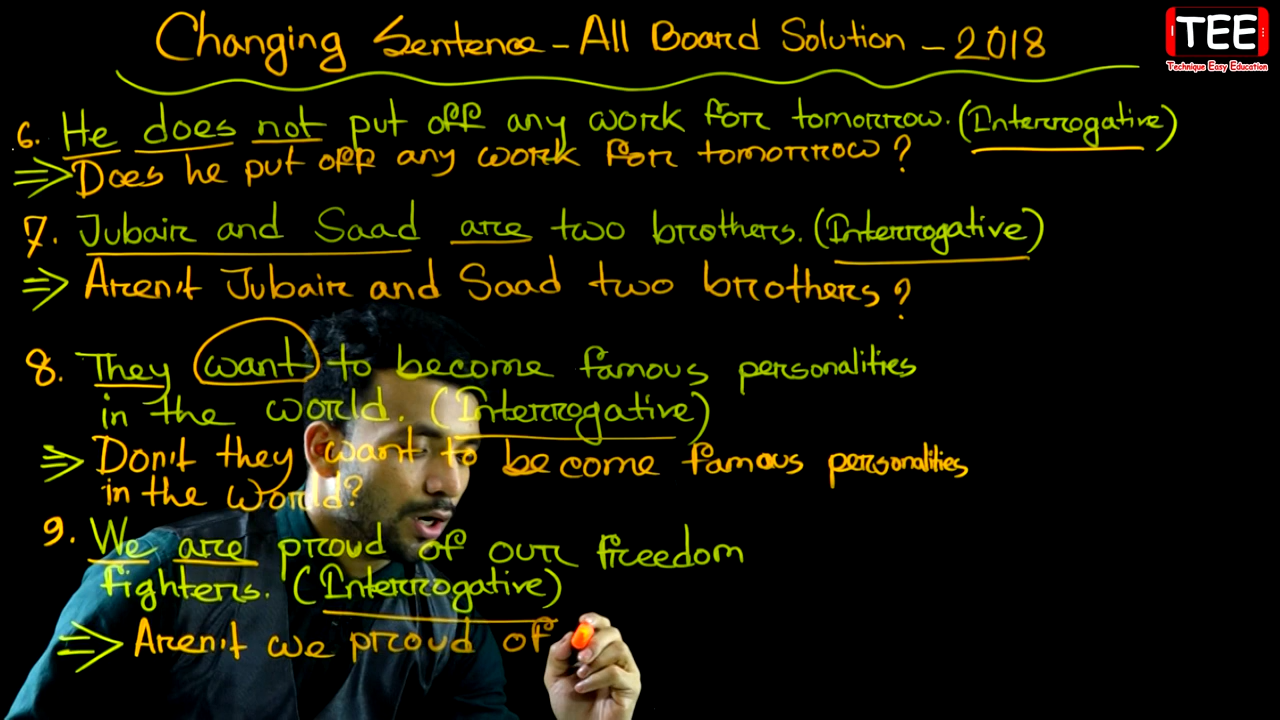 Changing Sentence - All Board Solution - 2018
TEE
Technique Easy Education
6. He does not put off any work for tomorrow. (Interrogative)
⇒ Does he put off any work for tomorrow?
7. Jubair and Saad are two brothers. (Interrogative)
⇒ Aren't Jubair and Saad two brothers?
8. They want to become famous personalities
in the world. (Interrogative)
⇒ Don't they want to become famous personalities
in the world?
9. We are proud of our freedom
fighters. (Interrogative)
⇒ Aren't we proud of